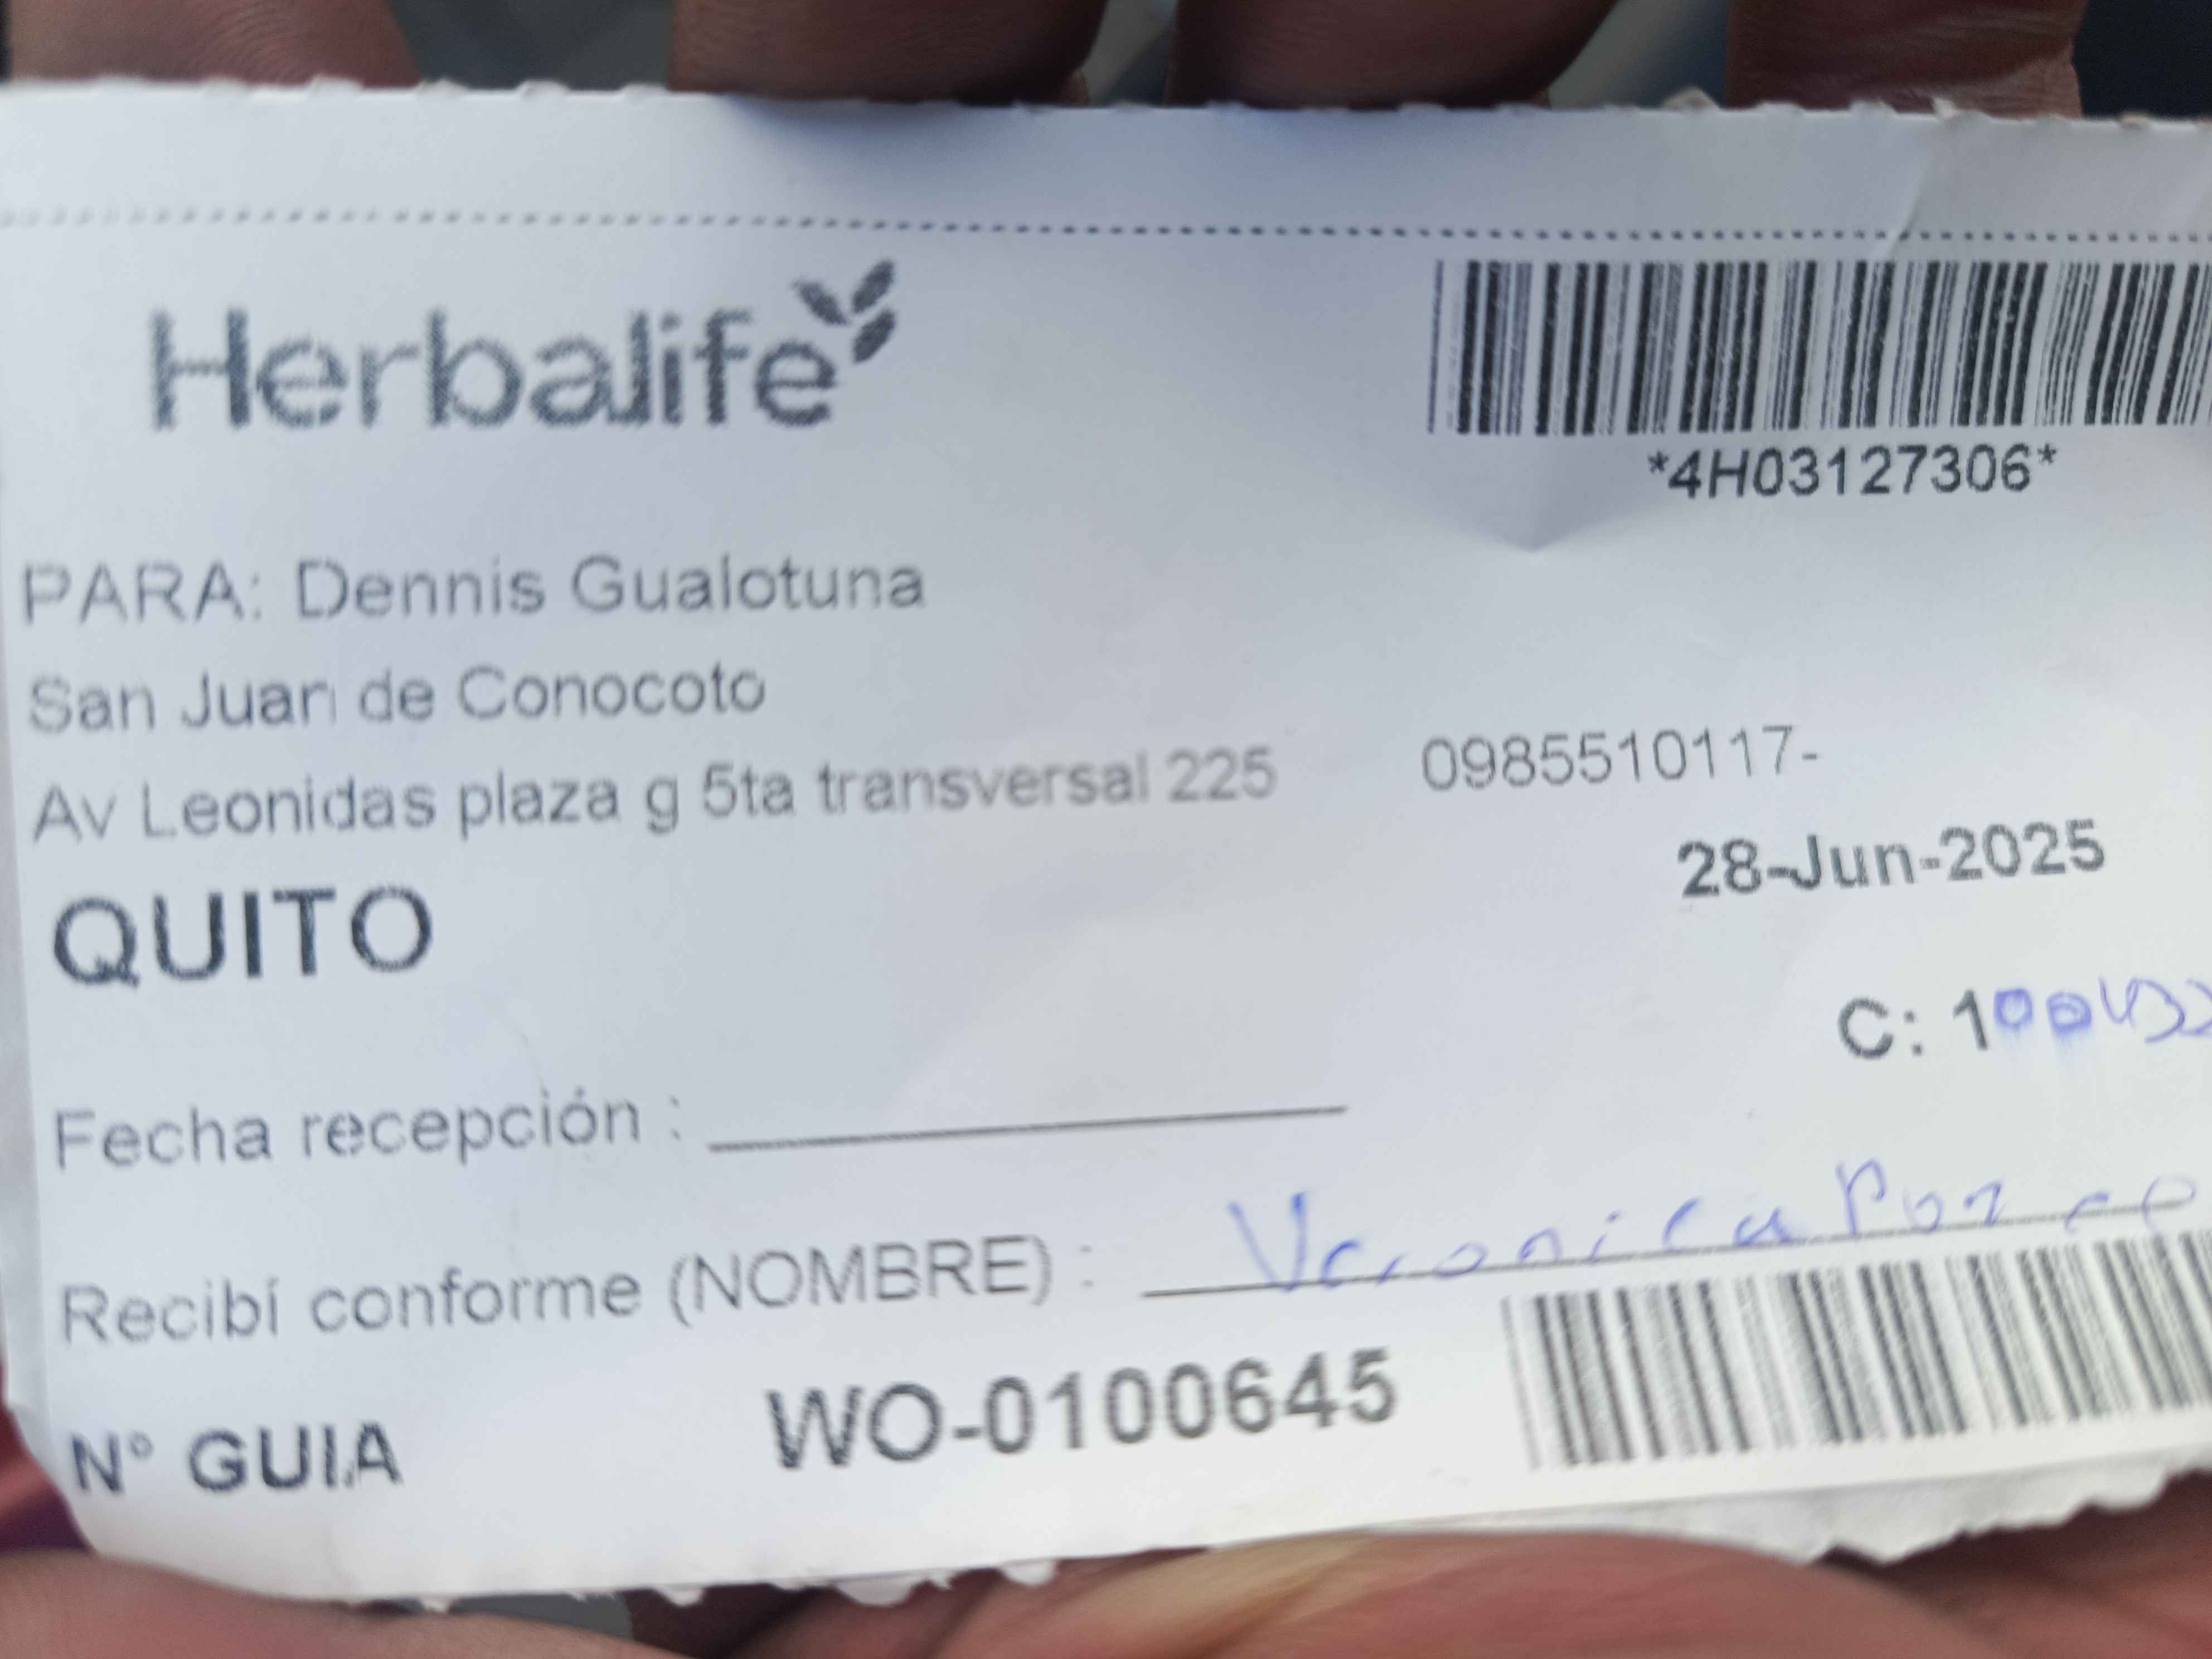 Herbalife
*4H03127306*
PARA: Dennis Gualotuna
San Juan de Conocoto
Av Leonidas plaza g 5ta transversal 225 0985510117-
28-Jun-2025
QUITO
C: 1
Fecha recepción :
Recibí conforme (NOMBRE) : Veronica
N° GUIA WO-0100645